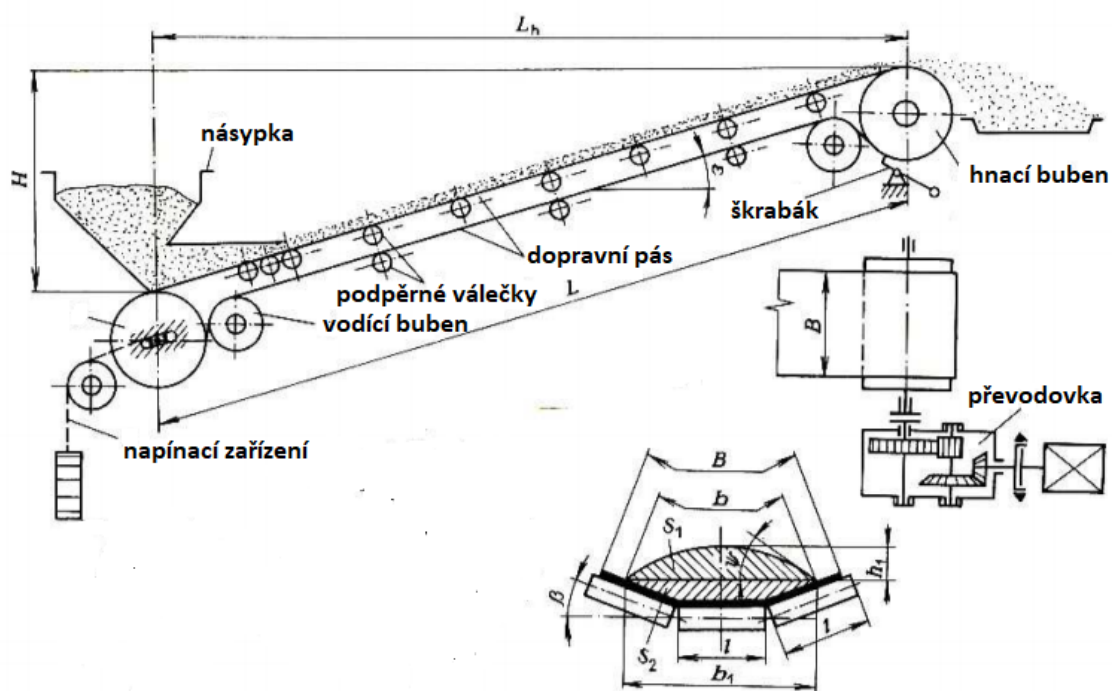 Lh
H
násypka
hnací buben
ε
škrabák
dopravní pás
podpěrné válečky
L
vodící buben
B
převodovka
napínací zařízení
B
b
S1
ψ
h1
β
l
S2
l
b1